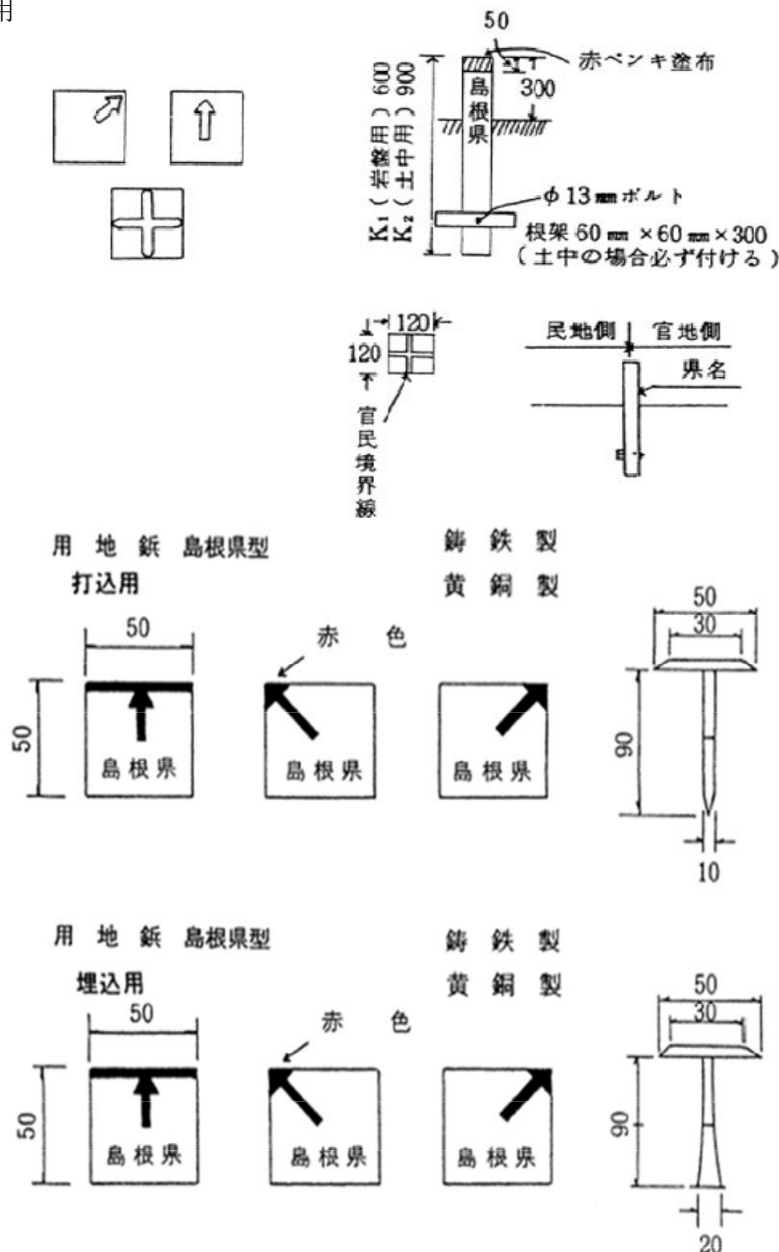 用
50
赤ペンキ塗布
300
島根県
K₁(岩盤用)600
K₂(土中用)900
φ13㎜ボルト
根架60㎜×60㎜×300
(土中の場合必ず付ける)
120
120
官民境界線
民地側
官地側
県名
用地鋲 島根県型
鋳鉄製
打込用
黄銅製
50
赤色
50
島根県
島根県
島根県
50
30
90
10
用地鋲 島根県型
鋳鉄製
埋込用
黄銅製
50
赤色
50
島根県
島根県
島根県
50
30
90
20